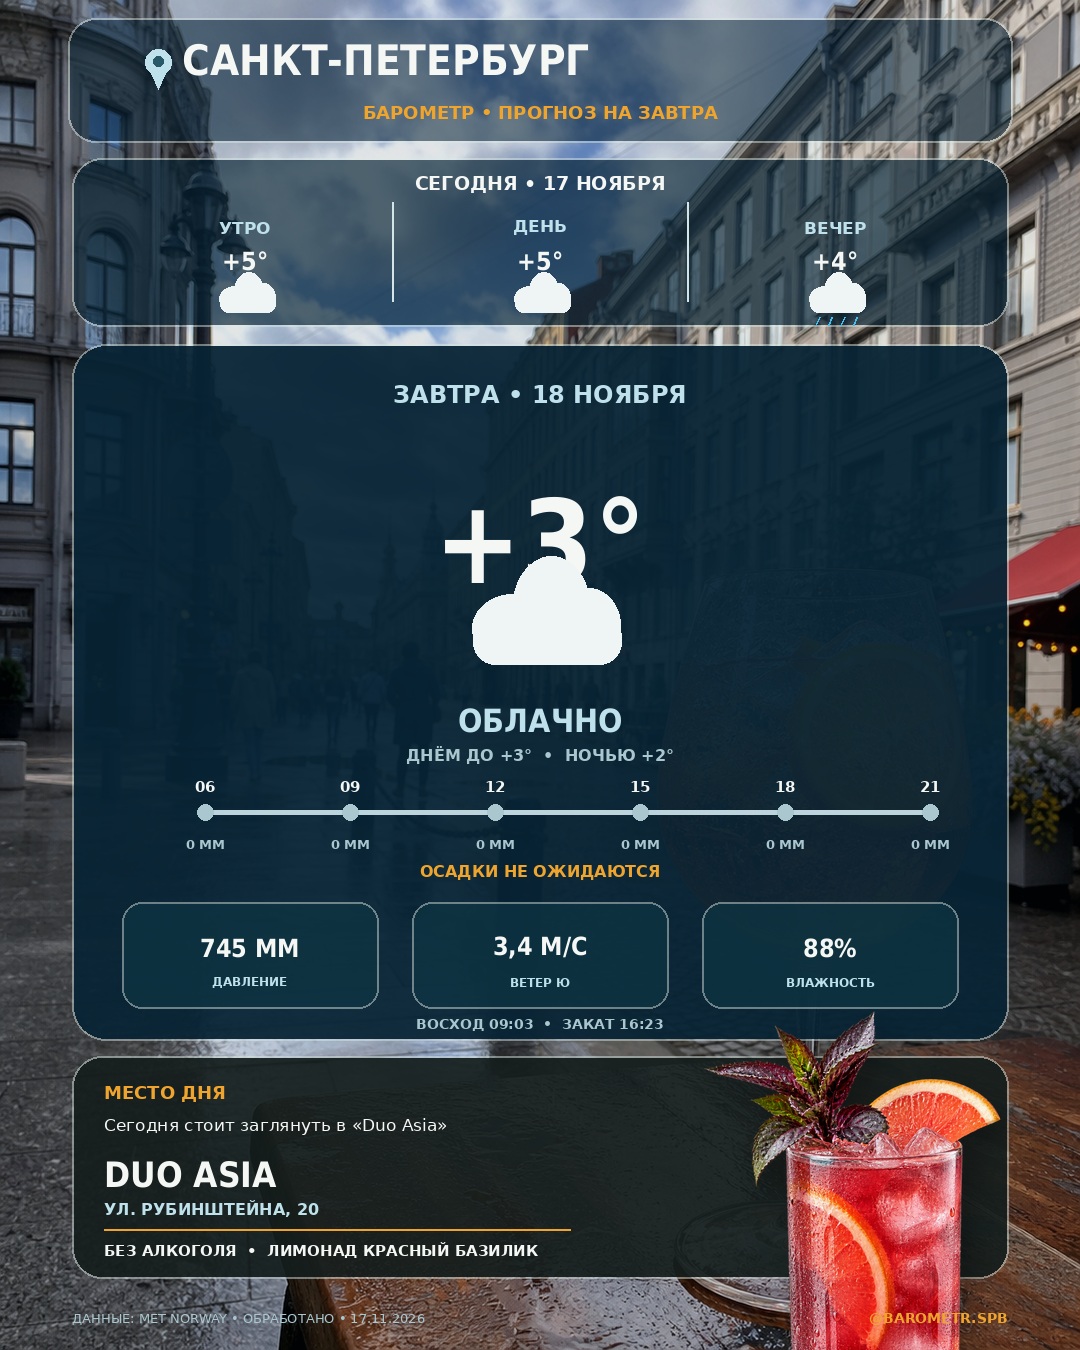 САНКТ-ПЕТЕРБУРГ
БАРОМЕТР • ПРОГНОЗ НА ЗАВТРА
СЕГОДНЯ • 17 НОЯБРЯ
УТРО ДЕНЬ ВЕЧЕР
+5° +5° +4°
ЗАВТРА • 18 НОЯБРЯ
+3°
ОБЛАЧНО
ДНЁМ ДО +3° • НОЧЬЮ +2°
06 09 12 15 18 21
0 ММ 0 ММ 0 ММ 0 ММ 0 ММ 0 ММ
ОСАДКИ НЕ ОЖИДАЮТСЯ
745 ММ 3,4 М/С 88%
ДАВЛЕНИЕ ВЕТЕР Ю ВЛАЖНОСТЬ
ВОСХОД 09:03 • ЗАКАТ 16:23
МЕСТО ДНЯ
Сегодня стоит заглянуть в «Duo Asia»
DUO ASIA
УЛ. РУБИНШТЕЙНА, 20
БЕЗ АЛКОГОЛЯ • ЛИМОНАД КРАСНЫЙ БАЗИЛИК
ДАННЫЕ: MET NORWAY • ОБРАБОТАНО • 17.11.2026
@BAROMETR.SPB